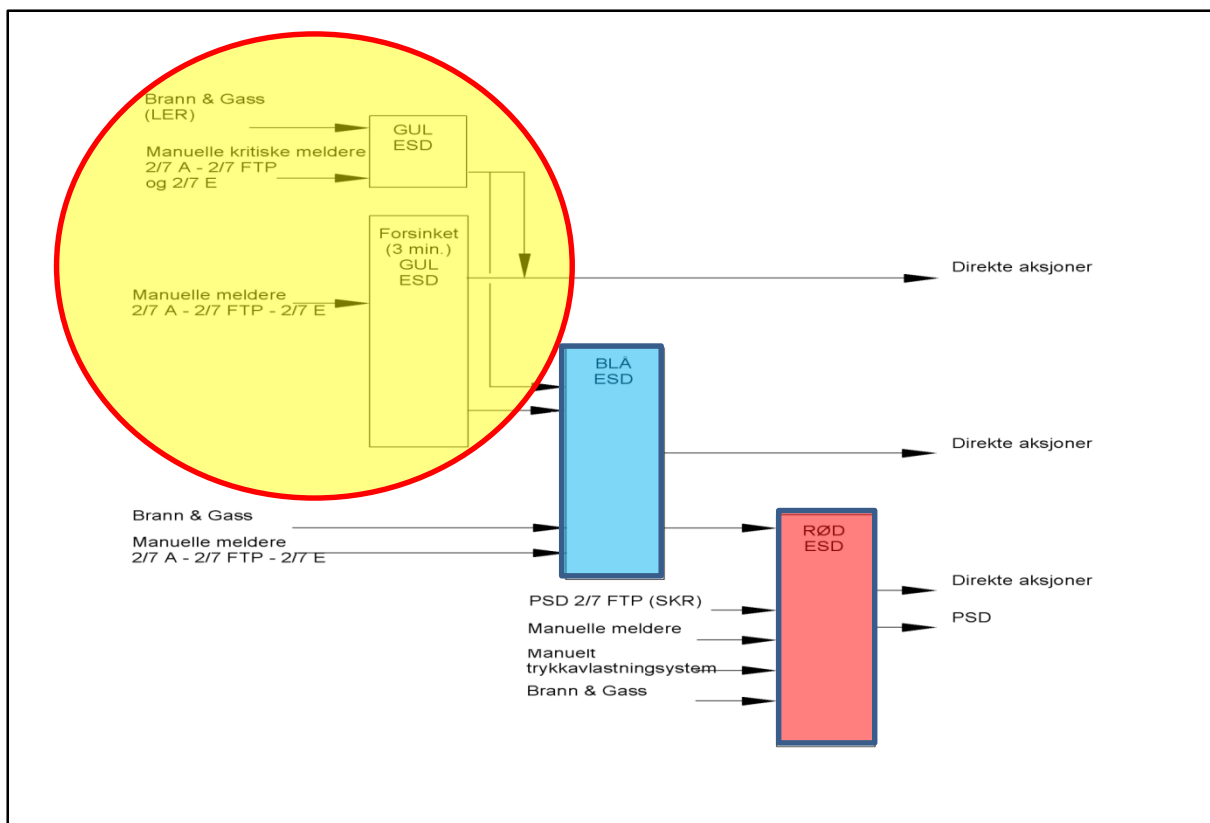 Brann & Gass
(LER)
GUL
ESD
Manuelle kritiske meldere
2/7 A - 2/7 FTP
og 2/7 E
Forsinket
(3 min.)
GUL
ESD
Direkte aksjoner
Manuelle meldere
2/7 A - 2/7 FTP - 2/7 E
BLÅ
ESD
Direkte aksjoner
Brann & Gass
Manuelle meldere
2/7 A - 2/7 FTP - 2/7 E
RØD
ESD
Direkte aksjoner
PSD 2/7 FTP (SKR)
PSD
Manuelle meldere
Manuelt
trykkavlastningsystem
Brann & Gass